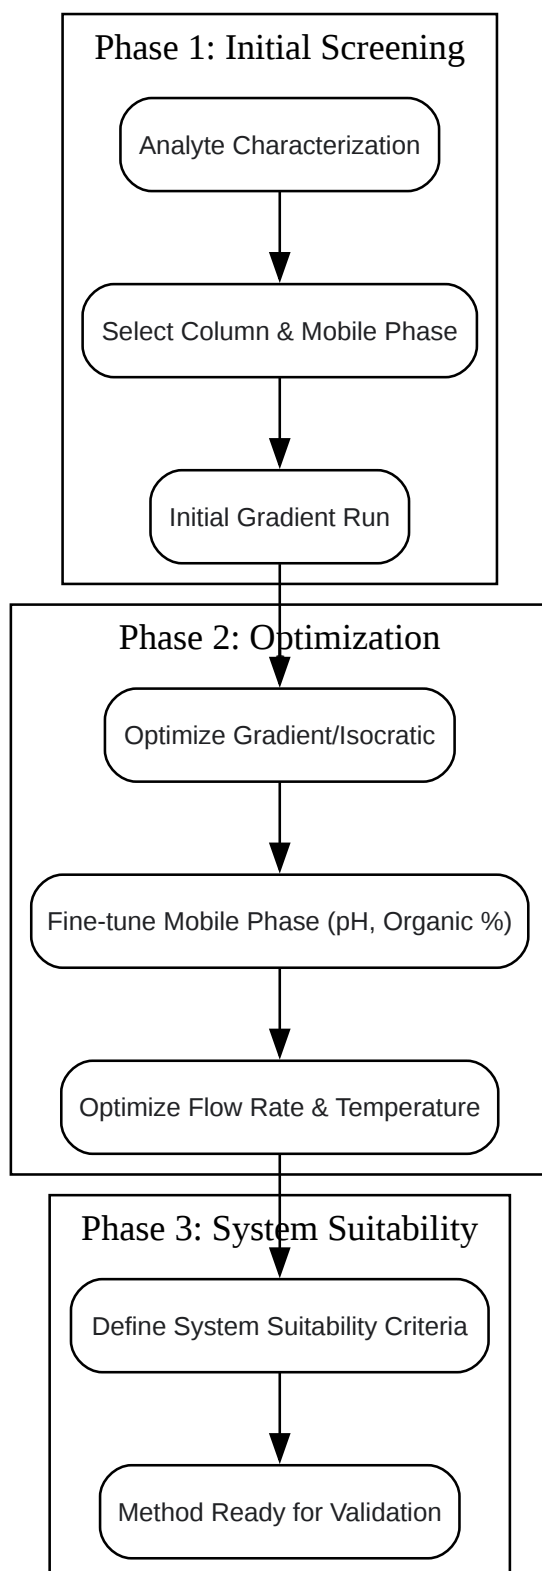 Phase 1: Initial Screening
Analyte Characterization
Select Column & Mobile Phase
Initial Gradient Run
Phase 2: Optimization
Optimize Gradient/Isocratic
Fine-tune Mobile Phase (pH, Organic %)
Optimize Flow Rate & Temperature
Phase 3: System Suitability
Define System Suitability Criteria
Method Ready for Validation